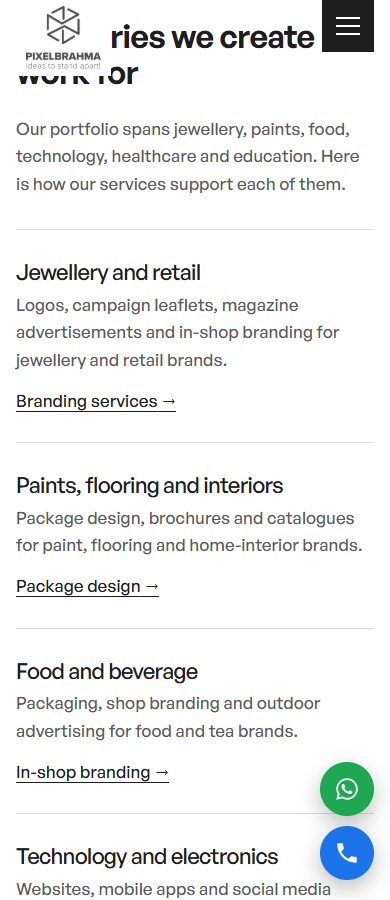 PIXELBRAHMA
Ideas to stand apart!
ries we create
work for
Our portfolio spans jewellery, paints, food,
technology, healthcare and education. Here
is how our services support each of them.
Jewellery and retail
Logos, campaign leaflets, magazine
advertisements and in-shop branding for
jewellery and retail brands.
Branding services →
Paints, flooring and interiors
Package design, brochures and catalogues
for paint, flooring and home-interior brands.
Package design →
Food and beverage
Packaging, shop branding and outdoor
advertising for food and tea brands.
In-shop branding →
Technology and electronics
Websites, mobile apps and social media